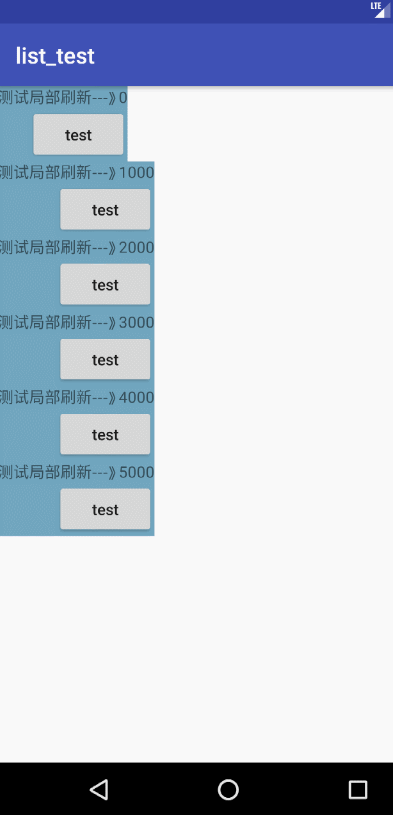 LTE
list_test
测试局部刷新---》0
test
测试局部刷新---》1000
test
测试局部刷新---》2000
test
测试局部刷新---》3000
test
测试局部刷新---》4000
test
测试局部刷新---》5000
test